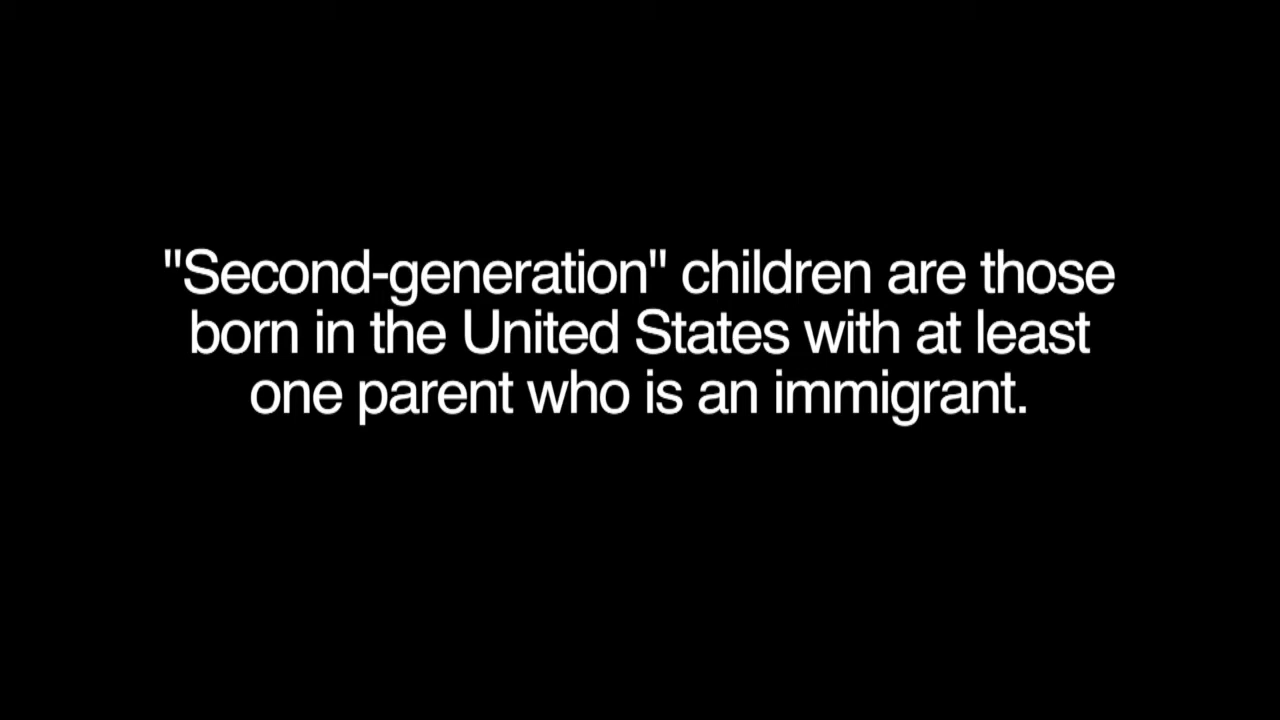 "Second-generation" children are those
born in the United States with at least
one parent who is an immigrant.